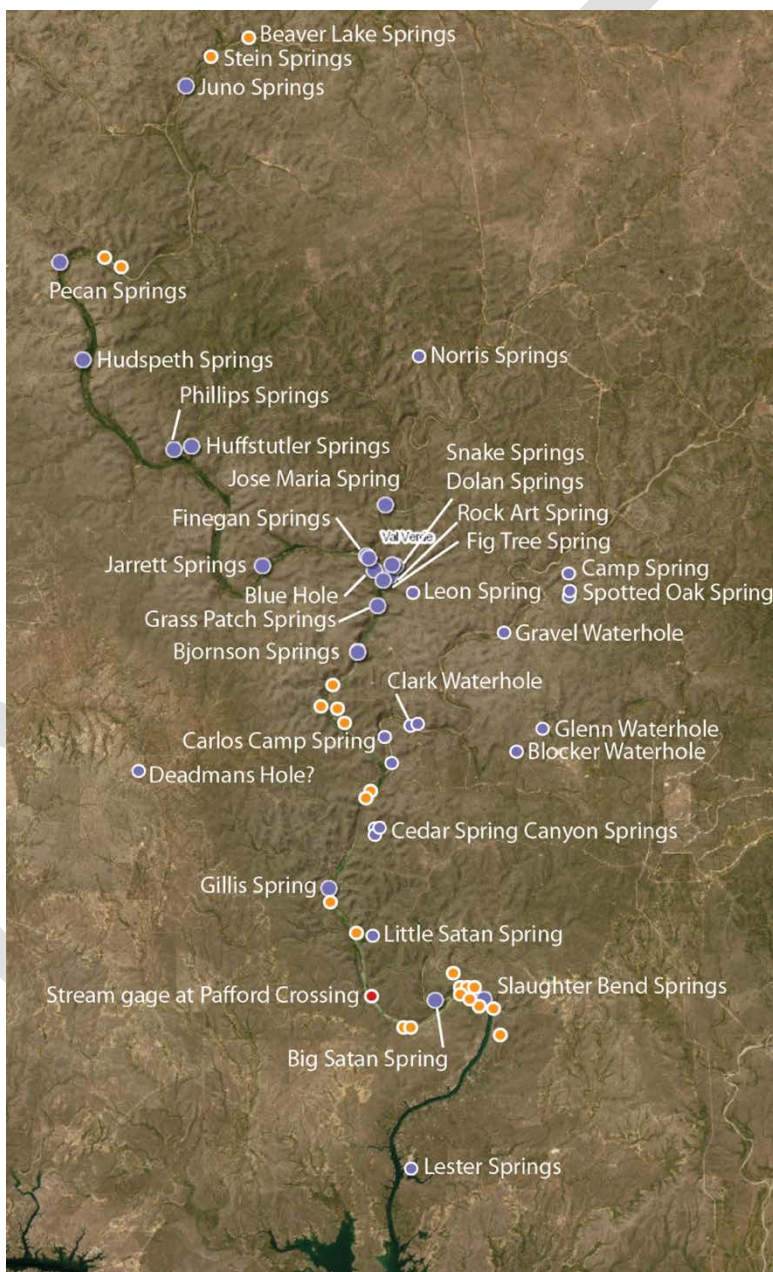 Beaver Lake Springs
Stein Springs
Juno Springs
Pecan Springs
Norris Springs
Hudspeth Springs
Phillips Springs
Huffstutler Springs
Snake Springs
Jose Maria Spring
Dolan Springs
Rock Art Spring
Finegan Springs
Val Verde
Fig Tree Spring
Jarrett Springs
Camp Spring
Blue Hole
Leon Spring
Spotted Oak Spring
Grass Patch Springs
Gravel Waterhole
Bjornson Springs
Clark Waterhole
Glenn Waterhole
Carlos Camp Spring
Blocker Waterhole
Deadmans Hole?
Cedar Spring Canyon Springs
Gillis Spring
Little Satan Spring
Slaughter Bend Springs
Stream gage at Pafford Crossing
Big Satan Spring
Lester Springs